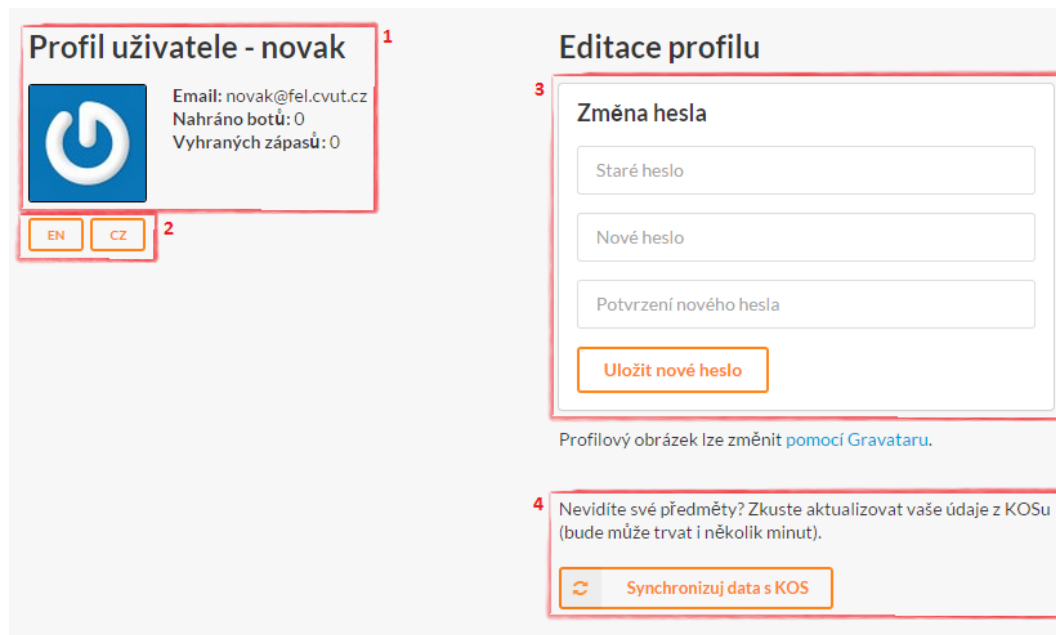 Profil uživatele - novak
1
Email: novak@fel.cvut.cz
Nahráno botů: 0
Vyhraných zápasů: 0
EN
CZ
2
Editace profilu
3
Změna hesla
Staré heslo
Nové heslo
Potvrzení nového hesla
Uložit nové heslo
Profilový obrázek lze změnit pomocí Gravataru.
4
Nevidíte své předměty? Zkuste aktualizovat vaše údaje z KOSu
(bude může trvat i několik minut).
Synchronizuj data s KOS